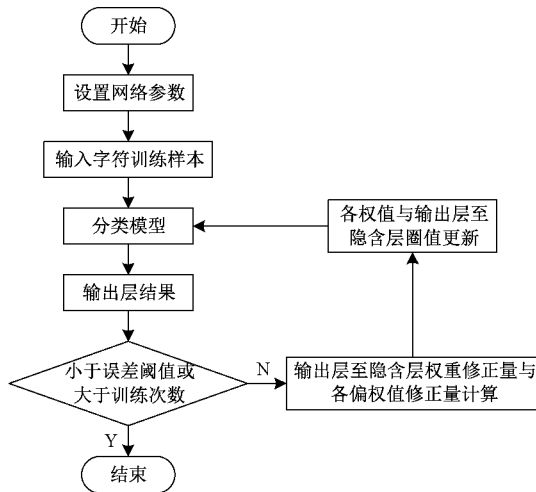 开始
设置网络参数
输入字符训练样本
分类模型
各权值与输出层至
隐含层圈值更新
输出层结果
小于误差阈值或
大于训练次数
N
输出层至隐含层权重修正量与
各偏权值修正量计算
Y
结束